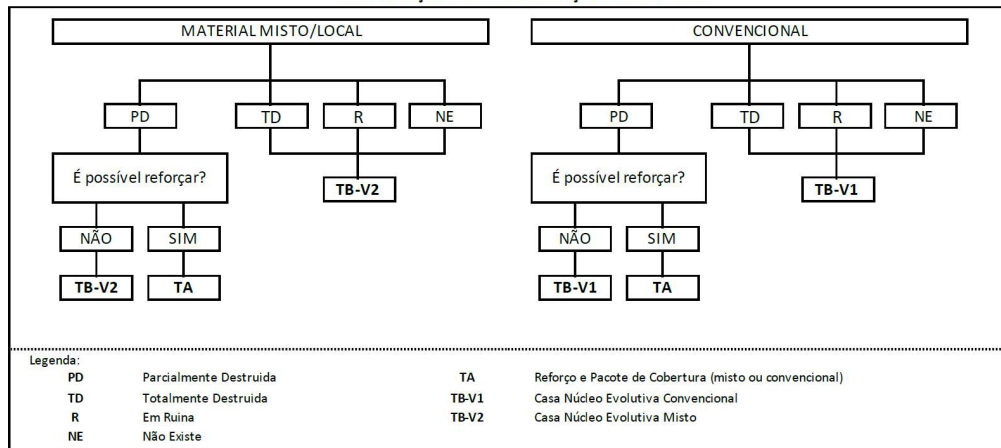 MATERIAL MISTO/LOCAL
PD
TD
R
NE
É possível reforçar?
TB-V2
NÃO
SIM
TB-V2
TA
CONVENCIONAL
PD
TD
R
NE
É possível reforçar?
TB-V1
NÃO
SIM
TB-V1
TA
Legenda:
PD Parcialmente Destruida
TD Totalmente Destruida
R Em Ruina
NE Não Existe
TA Reforço e Pacote de Cobertura (misto ou convencional)
TB-V1 Casa Núcleo Evolutiva Convencional
TB-V2 Casa Núcleo Evolutiva Misto